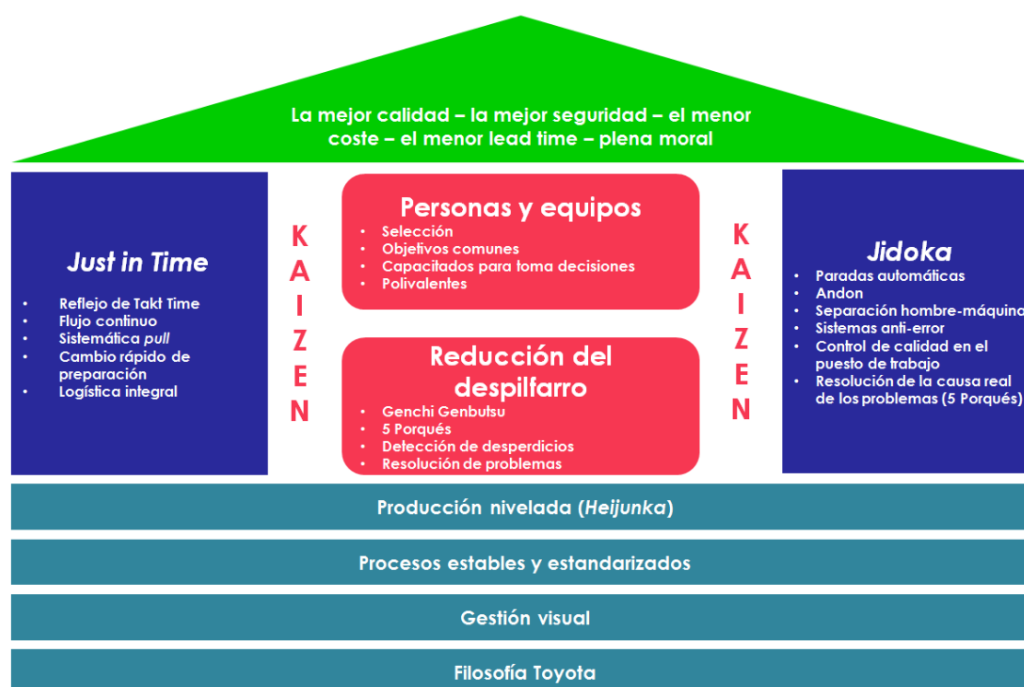 La mejor calidad – la mejor seguridad – el menor
coste – el menor lead time – plena moral
Just in Time
• Reflejo de Takt Time
• Flujo continuo
• Sistemática pull
• Cambio rápido de
preparación
• Logística integral
K
A
I
Z
E
N
Personas y equipos
• Selección
• Objetivos comunes
• Capacitados para toma decisiones
• Polivalentes
Reducción del
despilfarro
• Genchi Genbutsu
• 5 Porqués
• Detección de desperdicios
• Resolución de problemas
K
A
I
Z
E
N
Jidoka
• Paradas automáticas
• Andon
• Separación hombre-máquina
• Sistemas anti-error
• Control de calidad en el
puesto de trabajo
• Resolución de la causa real
de los problemas (5 Porqués)
Producción nivelada (Heijunka)
Procesos estables y estandarizados
Gestión visual
Filosofía Toyota